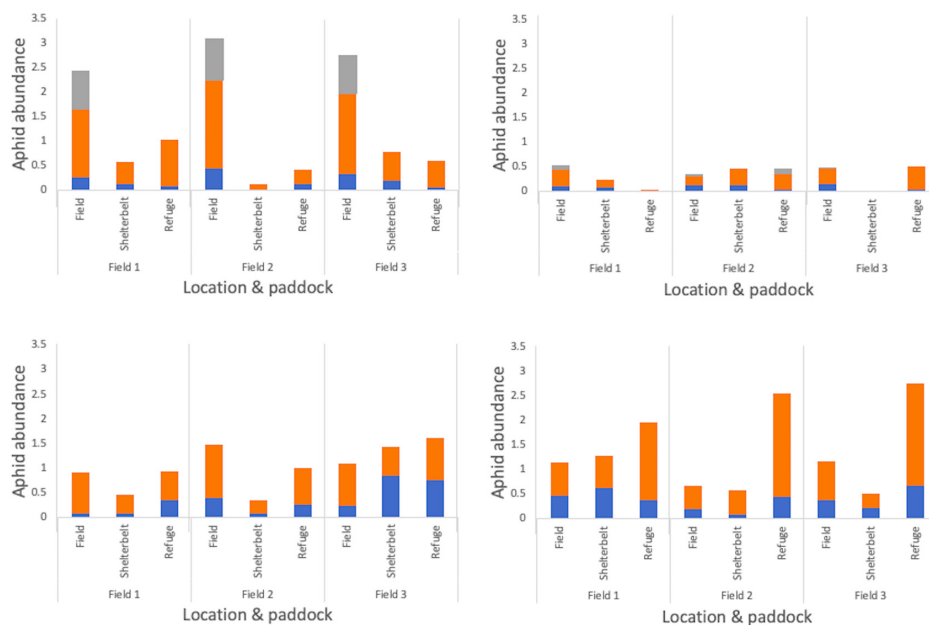 Aphid abundance
3.5
3
2.5
2
1.5
1
0.5
0
Field
Shelterbelt
Refuge
Field
Shelterbelt
Refuge
Field
Shelterbelt
Refuge
Field 1
Field 2
Field 3
Location & paddock
Aphid abundance
3.5
3
2.5
2
1.5
1
0.5
0
Field
Shelterbelt
Refuge
Field
Shelterbelt
Refuge
Field
Shelterbelt
Refuge
Field 1
Field 2
Field 3
Location & paddock
Aphid abundance
3.5
3
2.5
2
1.5
1
0.5
0
Field
Shelterbelt
Refuge
Field
Shelterbelt
Refuge
Field
Shelterbelt
Refuge
Field 1
Field 2
Field 3
Location & paddock
Aphid abundance
3.5
3
2.5
2
1.5
1
0.5
0
Field
Shelterbelt
Refuge
Field
Shelterbelt
Refuge
Field
Shelterbelt
Refuge
Field 1
Field 2
Field 3
Location & paddock